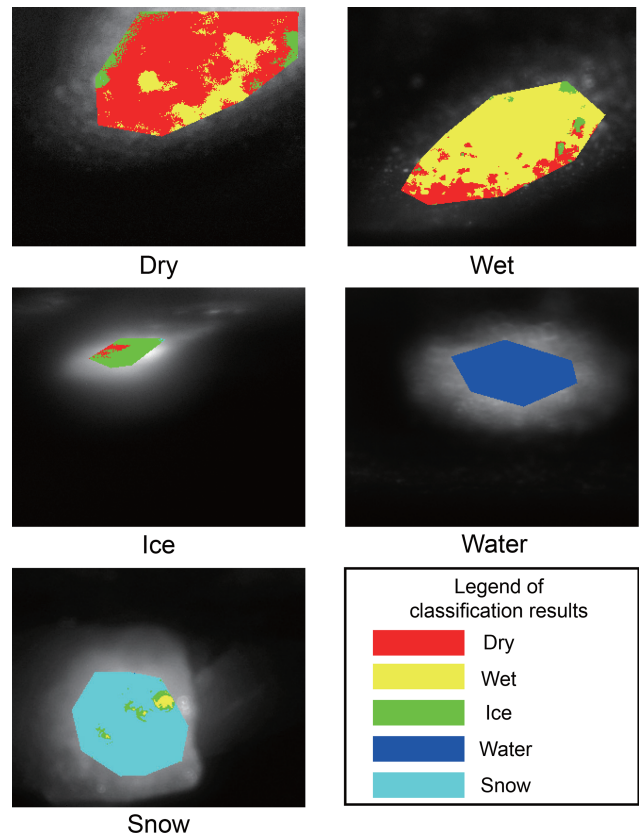 Dry
Wet
Ice
Water
Snow
Legend of
classification results
Dry
Wet
Ice
Water
Snow